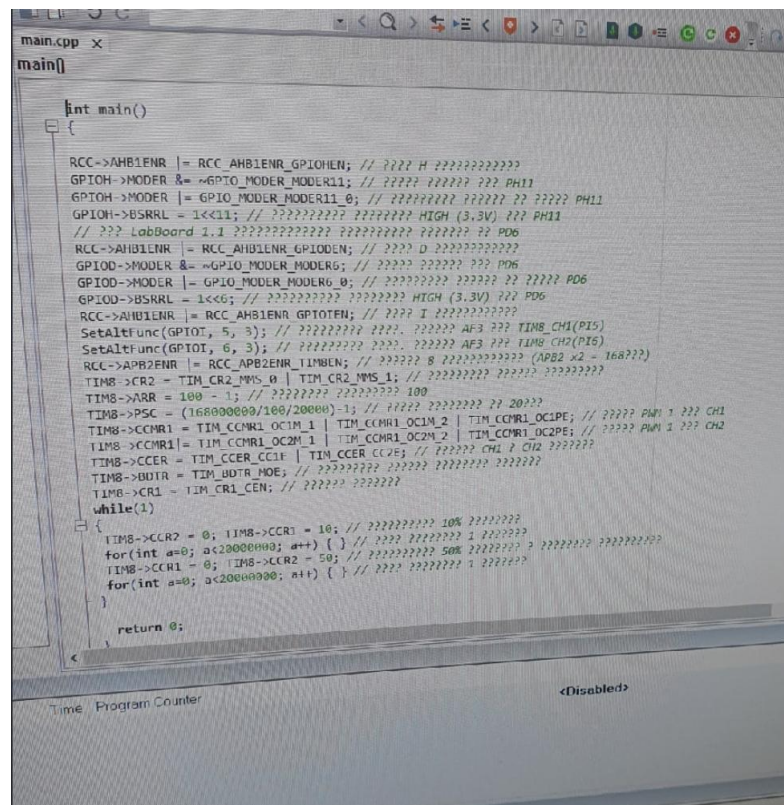 main.cpp ×
main()
int main()
{
RCC->AHB1ENR |= RCC_AHB1ENR_GPIOHEN; // ???? H ????????????
GPIOH->MODER &= ~GPIO_MODER_MODER11; // ????? ?????? ??? PH11
GPIOH->MODER |= GPIO_MODER_MODER11_0; // ????????? ?????? ?? ????? PH11
GPIOH->BSRRL = 1<<11; // ?????????? ???????? HIGH (3.3V) ??? PH11
// ??? LabBoard 1.1 ????????????? ?????????? ??????? ?? PD6
RCC->AHB1ENR |= RCC_AHB1ENR_GPIODEN; // ???? D ????????????
GPIOD->MODER &= ~GPIO_MODER_MODER6; // ????? ?????? ??? PD6
GPIOD->MODER |= GPIO_MODER_MODER6_0; // ????????? ?????? ?? ????? PD6
GPIOD->BSRRL = 1<<6; // ?????????? ???????? HIGH (3.3V) ??? PD6
RCC->AHB1ENR |= RCC_AHB1ENR_GPIOIEN; // ???? I ????????????
SetAltFunc(GPIOI, 5, 3); // ????????? ????. ?????? AF3 ??? TIM8_CH1(PI5)
SetAltFunc(GPIOI, 6, 3); // ????????? ????. ?????? AF3 ??? TIM8_CH2(PI6)
RCC->APB2ENR |= RCC_APB2ENR_TIM8EN; // ?????? 8 ???????????? (APB2 x2 = 168???)
TIM8->CR2 = TIM_CR2_MMS_0 | TIM_CR2_MMS_1; // ????????? ?????? ?????????
TIM8->ARR = 100 - 1; // ???????? ????????? 100
TIM8->PSC = (168000000/100/20000)-1; // ????? ???????? ?? 20???
TIM8->CCMR1 = TIM_CCMR1_OC1M_1 | TIM_CCMR1_OC1M_2 | TIM_CCMR1_OC1PE; // ????? PWM 1 ??? CH1
TIM8->CCMR1|= TIM_CCMR1_OC2M_1 | TIM_CCMR1_OC2M_2 | TIM_CCMR1_OC2PE; // ????? PWM 1 ??? CH2
TIM8->CCER = TIM_CCER_CC1E | TIM_CCER_CC2E; // ?????? CH1 ? CH2 ???????
TIM8->BDTR = TIM_BDTR_MOE; // ????????? ?????? ???????? ???????
TIM8->CR1 = TIM_CR1_CEN; // ?????? ???????
while(1)
{
TIM8->CCR2 = 0; TIM8->CCR1 = 10; // ?????????? 10% ????????
for(int a=0; a<20000000; a++) { } // ???? ???????? 1 ???????
TIM8->CCR1 = 0; TIM8->CCR2 = 50; // ?????????? 50% ???????? ? ???????? ??????????
for(int a=0; a<20000000; a++) { } // ???? ???????? 1 ???????
}
return 0;
}
Time Program Counter
<Disabled>